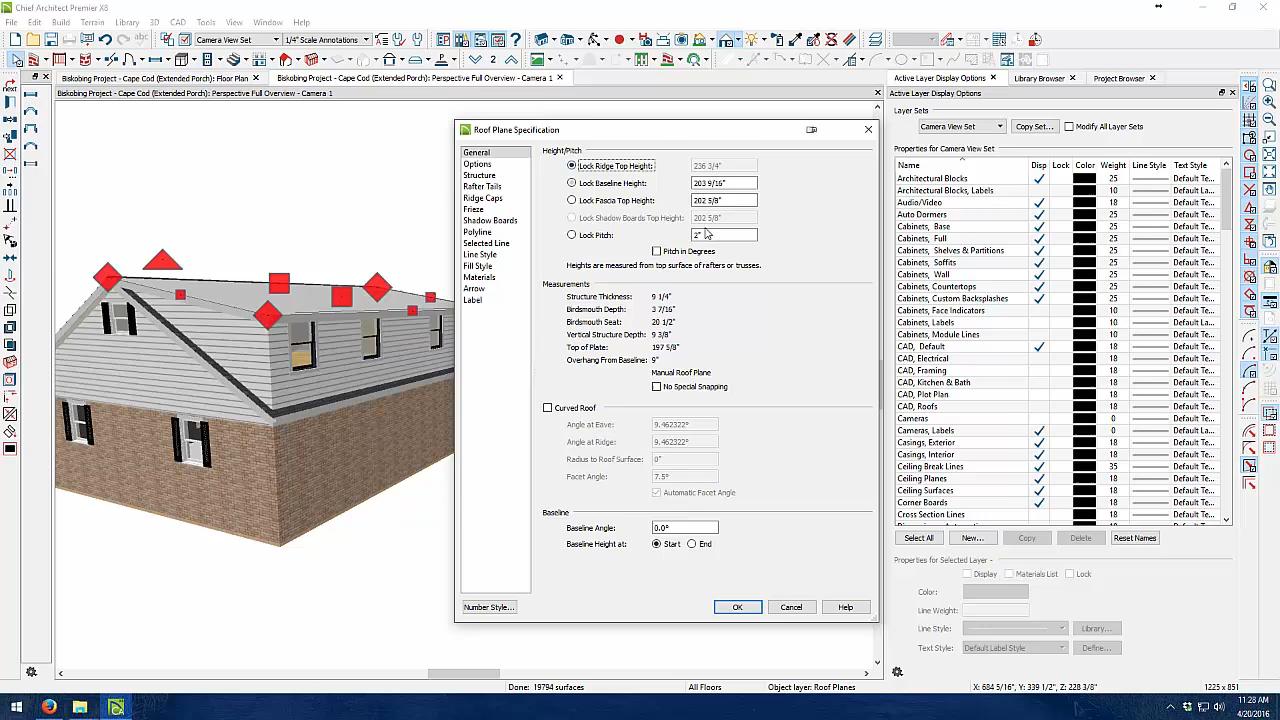 Chief Architect Premier X8
File Edit Build Terrain Library 3D CAD Tools View Window Help
Camera View Set 1/4" Scale Annotations
Biskobing Project - Cape Cod (Extended Porch): Floor Plan
Biskobing Project - Cape Cod (Extended Porch): Perspective Full Overview - Camera 1
Biskobing Project - Cape Cod (Extended Porch): Perspective Full Overview - Camera 1
Roof Plane Specification
General
Options
Structure
Rafter Tails
Ridge Caps
Frieze
Shadow Boards
Polyline
Selected Line
Line Style
Fill Style
Materials
Arrow
Label
Height/Pitch
Lock Ridge Top Height: 236 3/4"
Lock Baseline Height: 203 9/16"
Lock Fascia Top Height: 202 5/8"
Lock Shadow Boards Top Height: 202 5/8"
Lock Pitch: 2"
Pitch in Degrees
Heights are measured from top surface of rafters or trusses.
Measurements
Structure Thickness: 9 1/4"
Birdsmouth Depth: 3 7/16"
Birdsmouth Seat: 20 1/2"
Vertical Structure Depth: 9 3/8"
Top of Plate: 197 5/8"
Overhang From Baseline: 9"
Manual Roof Plane
No Special Snapping
Curved Roof
Angle at Eave: 9.462322°
Angle at Ridge: 9.462322°
Radius to Roof Surface: 0"
Facet Angle: 7.5°
Automatic Facet Angle
Baseline
Baseline Angle: 0.0°
Baseline Height at: Start End
Number Style... OK Cancel Help
Active Layer Display Options Library Browser Project Browser
Active Layer Display Options
Layer Sets
Camera View Set Copy Set... Modify All Layer Sets
Properties for Camera View Set
Name Disp Lock Color Weight Line Style Text Style
Architectural Blocks 25 Default Te...
Architectural Blocks, Labels 10 Default La...
Audio/Video 18 Default Te...
Auto Dormers 25 Default Te...
Cabinets, Base 25 Default Te...
Cabinets, Full 25 Default Te...
Cabinets, Shelves & Partitions 25 Default Te...
Cabinets, Soffits 25 Default Te...
Cabinets, Wall 25 Default Te...
Cabinets, Countertops 25 Default Te...
Cabinets, Custom Backsplashes 25 Default Te...
Cabinets, Face Indicators 25 Default Te...
Cabinets, Labels 10 Default Te...
Cabinets, Module Lines 10 Default Te...
CAD, Default 25 Default Te...
CAD, Electrical 25 Default Te...
CAD, Framing 25 Default Te...
CAD, Kitchen & Bath 25 Default Te...
CAD, Plot Plan 25 Default Te...
CAD, Roofs 25 Default Te...
Cameras 0 Default Te...
Cameras, Labels 0 Default La...
Casings, Exterior 25 Default Te...
Casings, Interior 25 Default Te...
Ceiling Break Lines 35 Default Te...
Ceiling Planes 25 Default Te...
Ceiling Surfaces 25 Default Te...
Corner Boards 25 Default Te...
Cross Section Lines 25 Default Te...
Select All New... Copy Delete Reset Names
Properties for Selected Layer -
Display Materials List Lock
Color:
Line Weight:
Line Style: Library...
Text Style: Default Label Style Define...
Done: 19794 surfaces All Floors Object layer: Roof Planes X: 684 5/16", Y: 339 1/2", Z: 228 3/8" 1225 x 851
11:28 AM
4/20/2016